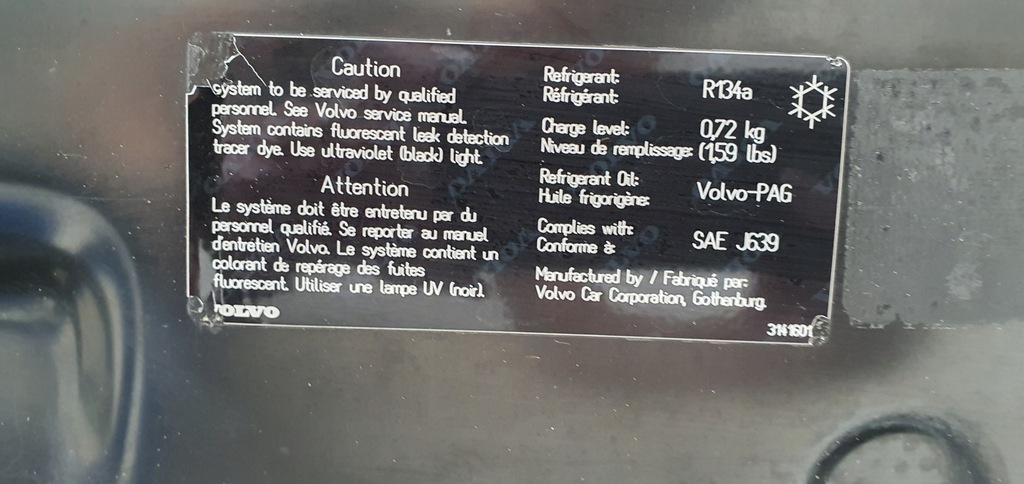 Caution
System to be serviced by qualified
personnel. See Volvo service manual.
System contains fluorescent leak detection
tracer dye. Use ultraviolet (black) light.
Attention
Le système doit être entretenu par du
personnel qualifié. Se reporter au manuel
d'entretien Volvo. Le système contient un
colorant de repérage des fuites
fluorescent. Utiliser une lampe UV (noir).
VOLVO
Refrigerant:
Réfrigérant: R134a
Charge level: 0,72 kg
Niveau de remplissage: (1,59 lbs)
Refrigerant Oil:
Huile frigorigène: Volvo-PAG
Complies with:
Conforme à: SAE J639
Manufactured by / Fabriqué par:
Volvo Car Corporation, Gothenburg.
3141601